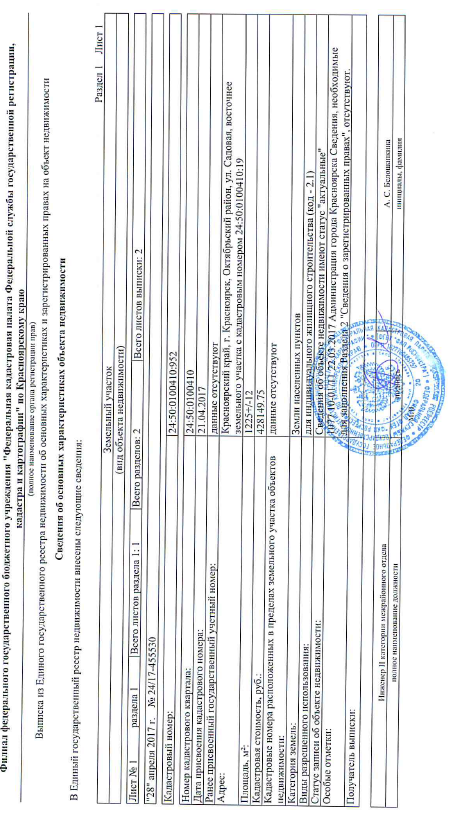 Филиал федерального государственного бюджетного учреждения "Федеральная кадастровая палата Федеральной службы государственной регистрации,
кадастра и картографии" по Красноярскому краю
(полное наименование органа регистрации прав)
Выписка из Единого государственного реестра недвижимости об основных характеристиках и зарегистрированных правах на объект недвижимости
Сведения об основных характеристиках объекта недвижимости
В Единый государственный реестр недвижимости внесены следующие сведения:
Раздел 1 Лист 1
Земельный участок
(вид объекта недвижимости)
Лист № 1 раздела 1 Всего листов раздела 1: 1 Всего разделов: 2 Всего листов выписки: 2
"28" апреля 2017 г. № 24/17-455530
Кадастровый номер: 24:50:0100410:952
Номер кадастрового квартала: 24:50:0100410
Дата присвоения кадастрового номера: 21.04.2017
Ранее присвоенный государственный учетный номер: данные отсутствуют
Адрес: Красноярский край, г. Красноярск, Октябрьский район, ул. Садовая, восточнее
земельного участка с кадастровым номером 24:50:0100410:19
Площадь, м²: 1225+/-12
Кадастровая стоимость, руб.: 428149.75
Кадастровые номера расположенных в пределах земельного участка объектов
недвижимости: данные отсутствуют
Категория земель: Земли населенных пунктов
Виды разрешенного использования: для индивидуального жилищного строительства (код - 2.1)
Статус записи об объекте недвижимости: Сведения об объекте недвижимости имеют статус "актуальные"
Особые отметки: 22.03.2017 Администрация города Красноярска Сведения, необходимые
для заполнения Раздела 2 "Сведения о зарегистрированных правах", отсутствуют.
Получатель выписки:
Инженер II категории межрайонного отдела А. С. Белошапкина
полное наименование должности подпись инициалы, фамилия